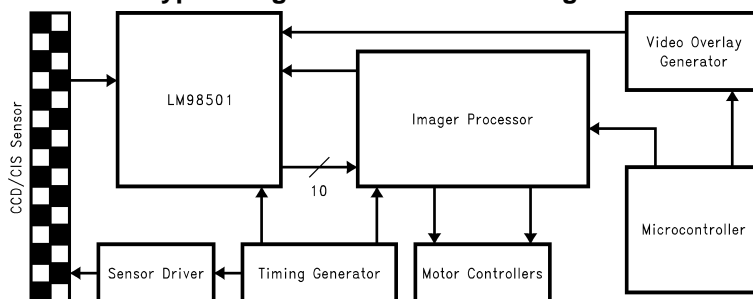 CCD/CIS Sensor
LM98501
Imager Processor
Video Overlay
Generator
10
Microcontroller
Sensor Driver
Timing Generator
Motor Controllers